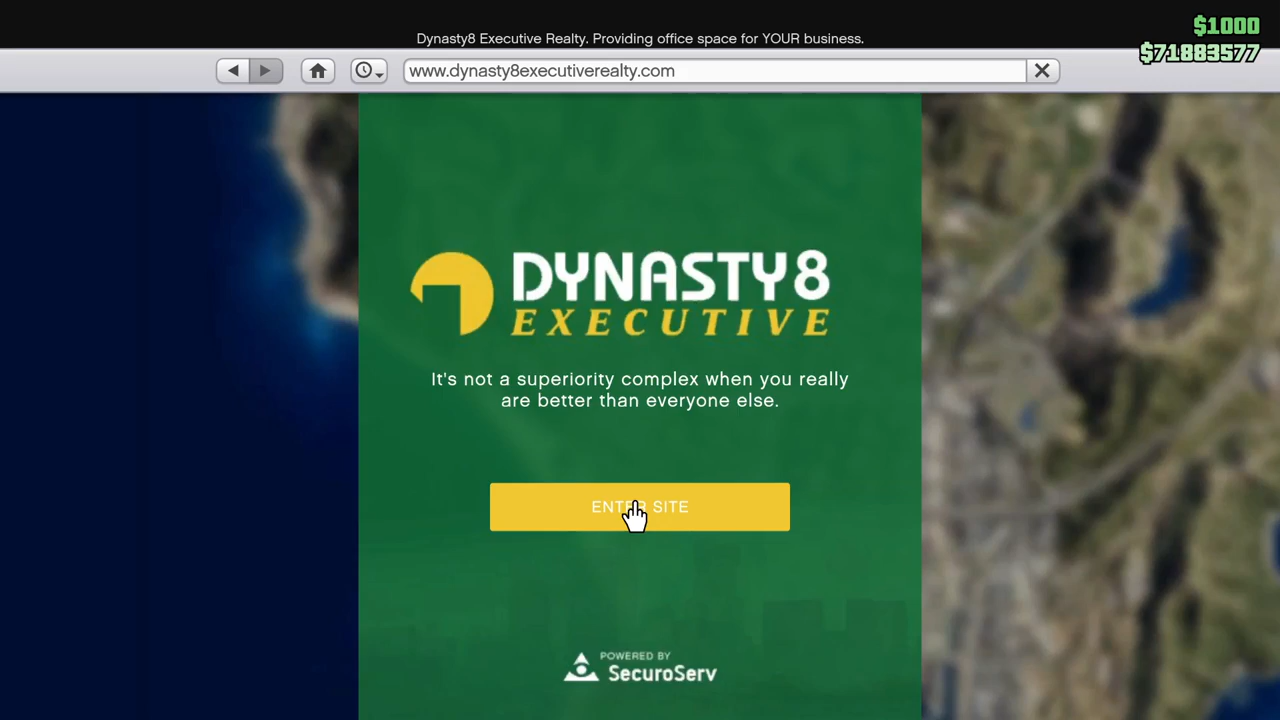 $1000
Dynasty8 Executive Realty. Providing office space for YOUR business.
$71883577
www.dynasty8executiverealty.com
DYNASTY8
EXECUTIVE
It's not a superiority complex when you really
are better than everyone else.
ENTER SITE
POWERED BY
SecuroServ